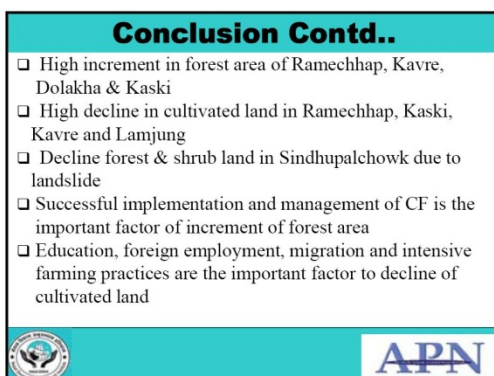 Conclusion Contd..
❑ High increment in forest area of Ramechhap, Kavre,
Dolakha & Kaski
❑ High decline in cultivated land in Ramechhap, Kaski,
Kavre and Lamjung
❑ Decline forest & shrub land in Sindhupalchowk due to
landslide
❑ Successful implementation and management of CF is the
important factor of increment of forest area
❑ Education, foreign employment, migration and intensive
farming practices are the important factor to decline of
cultivated land
APN